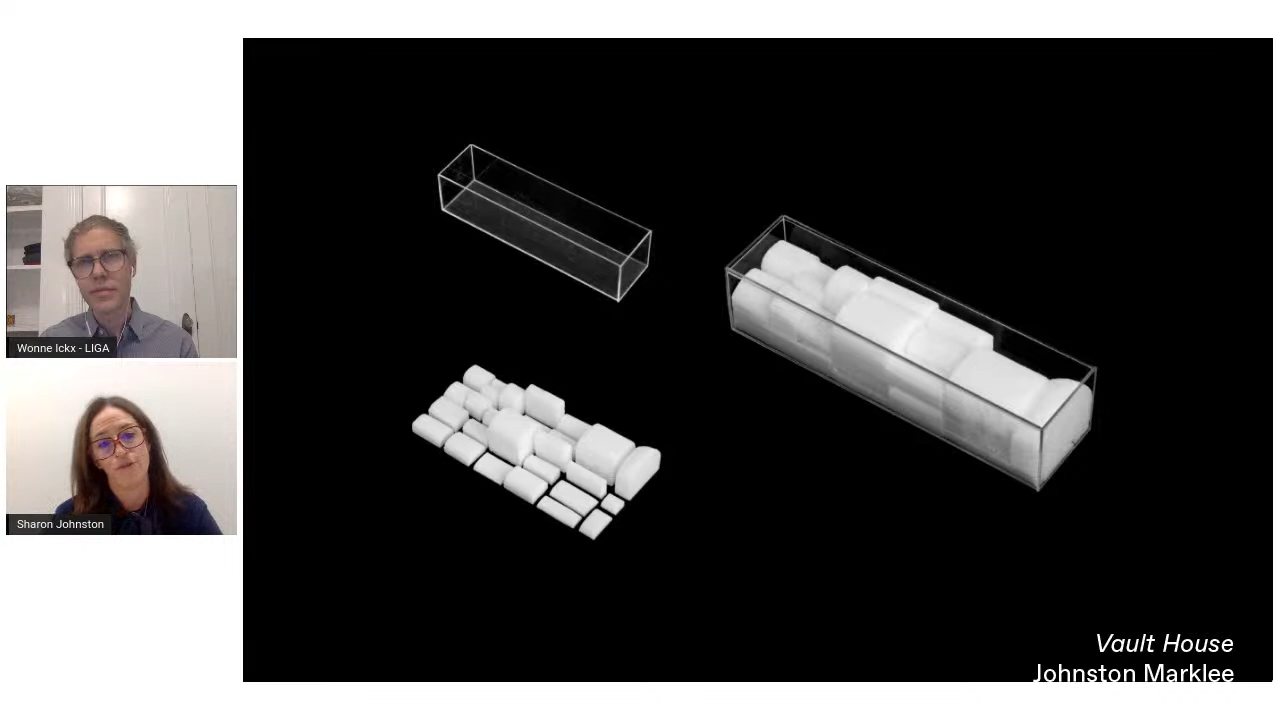 Wonne Ickx - LIGA
Sharon Johnston
Vault House
Johnston Marklee